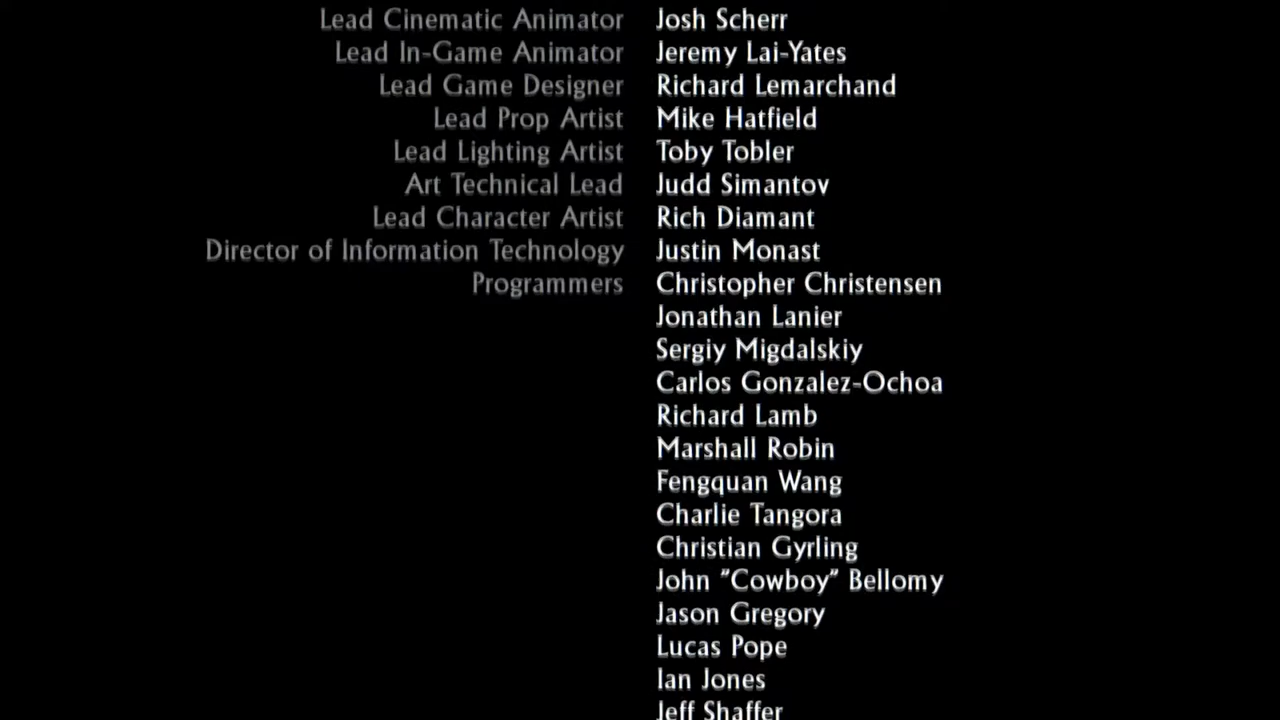 Lead Cinematic Animator Josh Scherr
Lead In-Game Animator Jeremy Lai-Yates
Lead Game Designer Richard Lemarchand
Lead Prop Artist Mike Hatfield
Lead Lighting Artist Toby Tobler
Art Technical Lead Judd Simantov
Lead Character Artist Rich Diamant
Director of Information Technology Justin Monast
Programmers Christopher Christensen
Jonathan Lanier
Sergiy Migdalskiy
Carlos Gonzalez-Ochoa
Richard Lamb
Marshall Robin
Fengquan Wang
Charlie Tangora
Christian Gyrling
John "Cowboy" Bellomy
Jason Gregory
Lucas Pope
Ian Jones
Jeff Shaffer